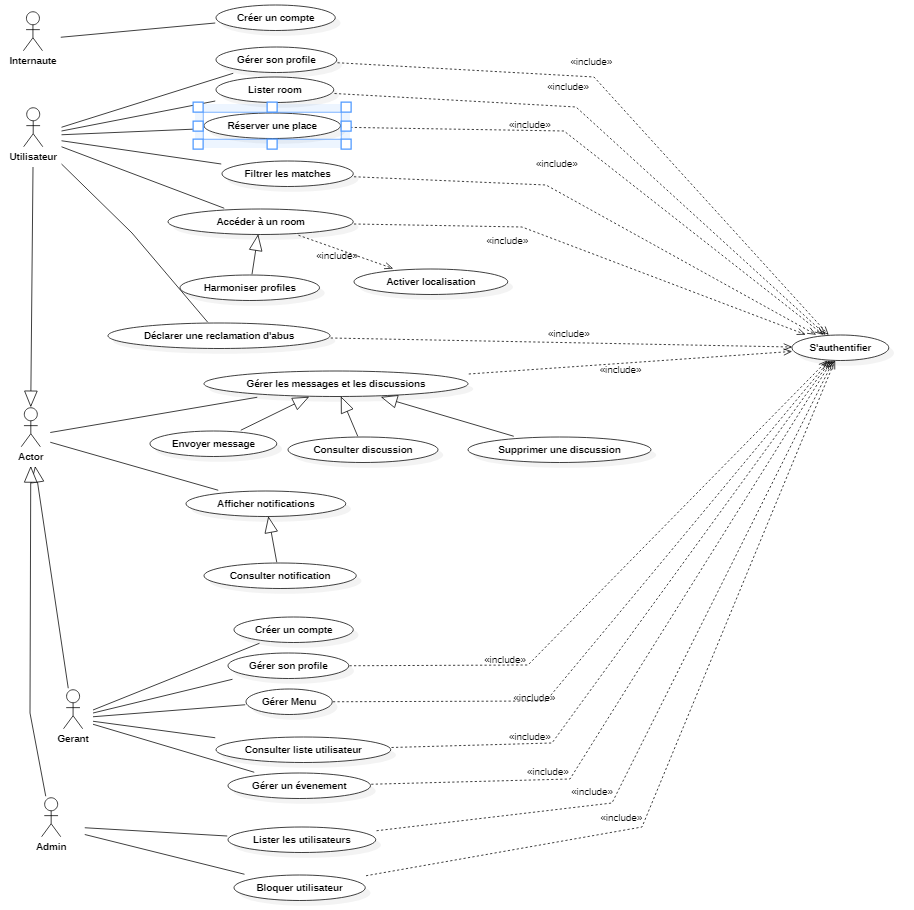 Créer un compte
Internaute
Gérer son profile
«include»
Lister room
«include»
Réserver une place
«include»
Utilisateur
Filtrer les matches
«include»
Accéder à un room
«include»
«include»
Harmoniser profiles
Activer localisation
Déclarer une reclamation d'abus
«include»
S'authentifier
Gérer les messages et les discussions
«include»
Envoyer message
Consulter discussion
Supprimer une discussion
Actor
Afficher notifications
Consulter notification
Créer un compte
Gérer son profile
«include»
Gérer Menu
«include»
Gerant
Consulter liste utilisateur
«include»
Gérer un évenement
«include»
«include»
Admin
Lister les utilisateurs
«include»
Bloquer utilisateur